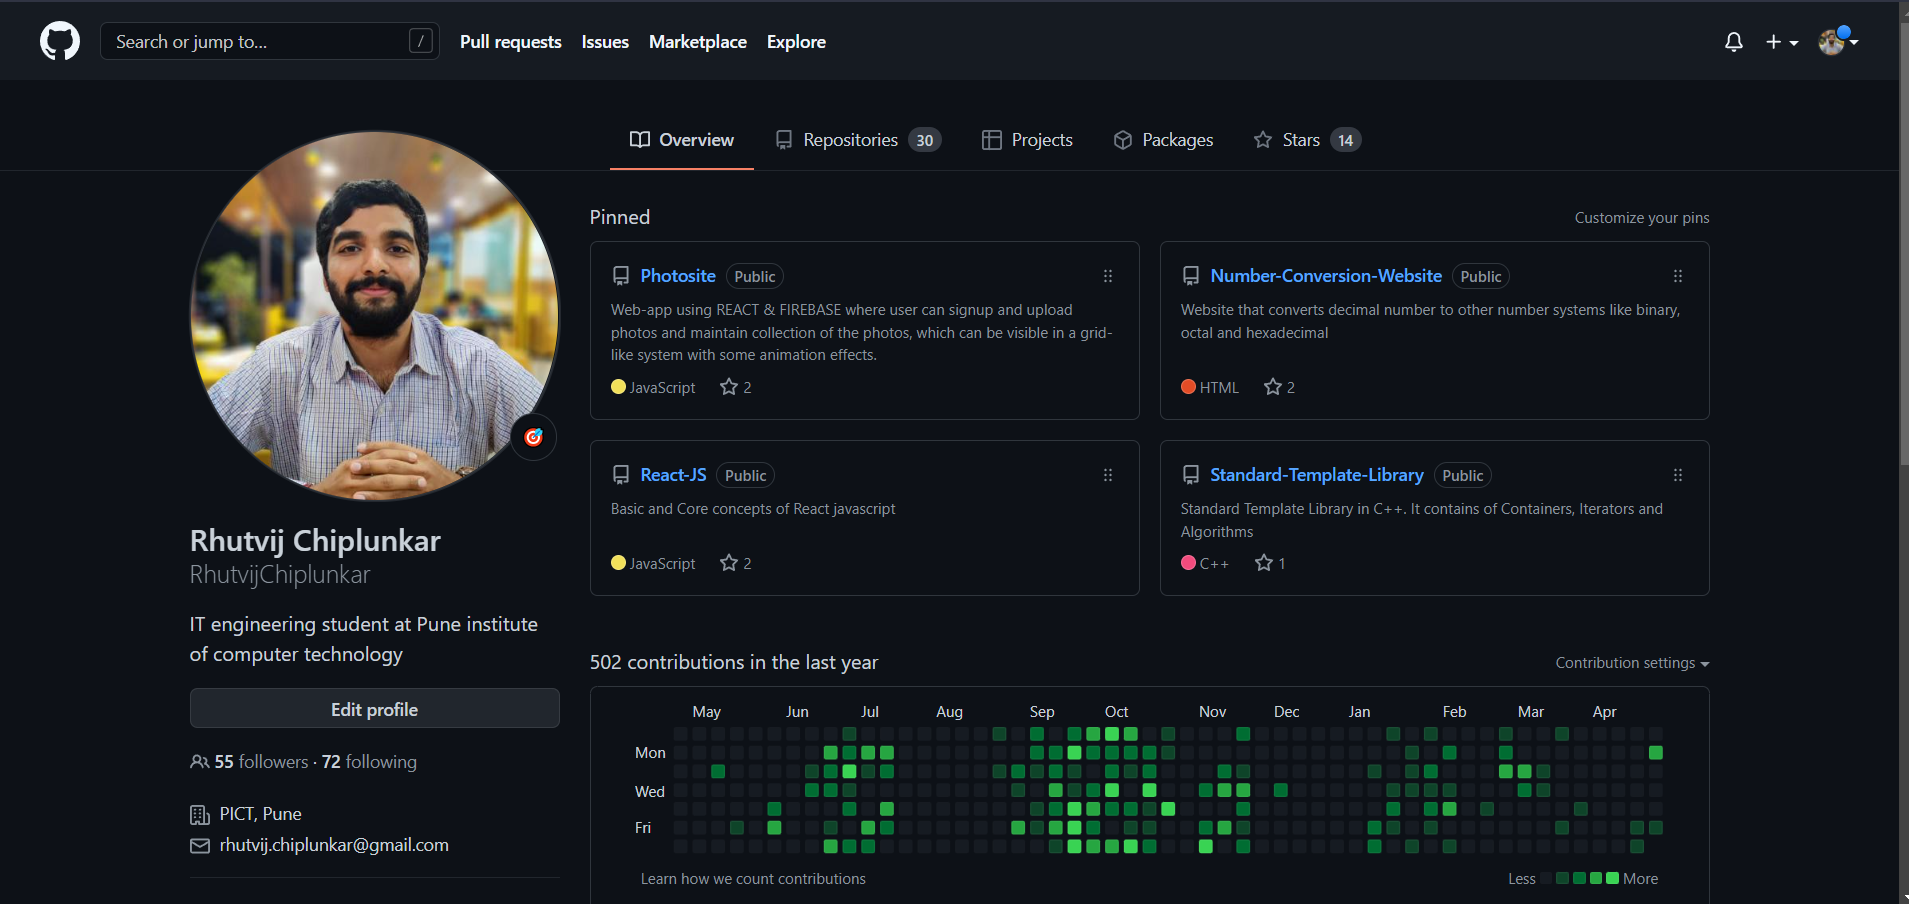 Search or jump to...
/
Pull requests
Issues
Marketplace
Explore
Overview
Repositories 30
Projects
Packages
Stars 14
Rhutvij Chiplunkar
RhutvijChiplunkar
IT engineering student at Pune institute
of computer technology
Edit profile
55 followers · 72 following
PICT, Pune
rhutvij.chiplunkar@gmail.com
Pinned
Customize your pins
Photosite Public
Web-app using REACT & FIREBASE where user can signup and upload
photos and maintain collection of the photos, which can be visible in a grid-
like system with some animation effects.
JavaScript 2
Number-Conversion-Website Public
Website that converts decimal number to other number systems like binary,
octal and hexadecimal
HTML 2
React-JS Public
Basic and Core concepts of React javascript
JavaScript 2
Standard-Template-Library Public
Standard Template Library in C++. It contains of Containers, Iterators and
Algorithms
C++ 1
502 contributions in the last year
Contribution settings
May Jun Jul Aug Sep Oct Nov Dec Jan Feb Mar Apr
Mon
Wed
Fri
Learn how we count contributions
Less More